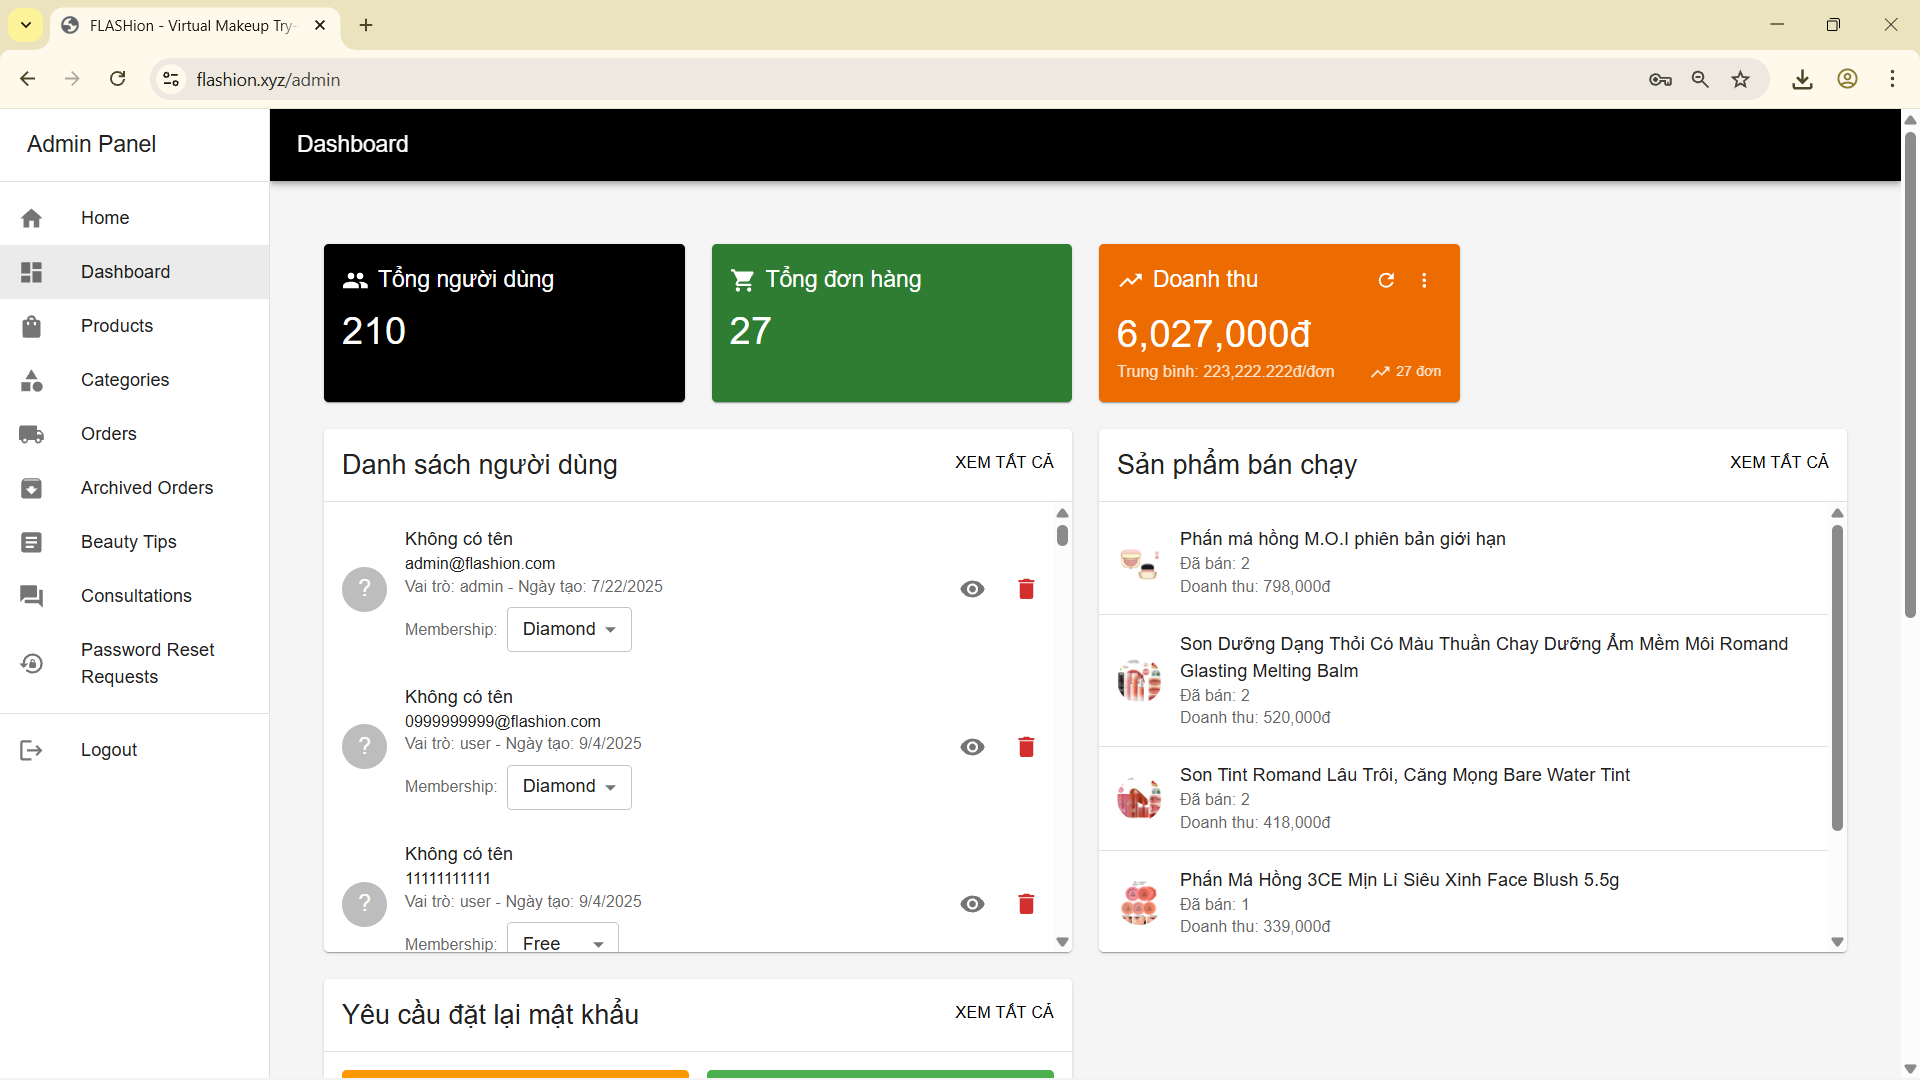 FLASHion - Virtual Makeup Try-
flashion.xyz/admin
Admin Panel
Dashboard
Home
Dashboard
Products
Categories
Orders
Archived Orders
Beauty Tips
Consultations
Password Reset
Requests
Logout
Tổng người dùng
210
Tổng đơn hàng
27
Doanh thu
6,027,000đ
Trung bình: 223,222.222đ/đơn
27 đơn
Danh sách người dùng
XEM TẤT CẢ
Không có tên
admin@flashion.com
Vai trò: admin - Ngày tạo: 7/22/2025
Membership: Diamond
Không có tên
0999999999@flashion.com
Vai trò: user - Ngày tạo: 9/4/2025
Membership: Diamond
Không có tên
11111111111
Vai trò: user - Ngày tạo: 9/4/2025
Membership: Free
Sản phẩm bán chạy
XEM TẤT CẢ
Phấn má hồng M.O.I phiên bản giới hạn
Đã bán: 2
Doanh thu: 798,000đ
Son Dưỡng Dạng Thỏi Có Màu Thuần Chay Dưỡng Ẩm Mềm Môi Romand
Glasting Melting Balm
Đã bán: 2
Doanh thu: 520,000đ
Son Tint Romand Lâu Trôi, Căng Mọng Bare Water Tint
Đã bán: 2
Doanh thu: 418,000đ
Phấn Má Hồng 3CE Mịn Lì Siêu Xinh Face Blush 5.5g
Đã bán: 1
Doanh thu: 339,000đ
Yêu cầu đặt lại mật khẩu
XEM TẤT CẢ